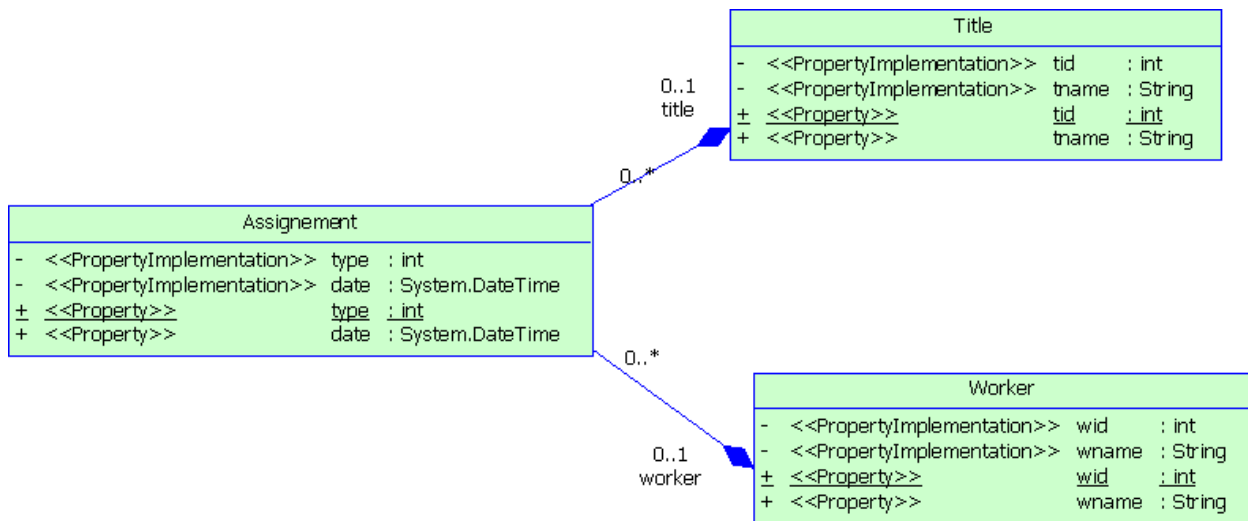 Title
- <<PropertyImplementation>> tid : int
- <<PropertyImplementation>> tname : String
+ <<Property>> tid : int
+ <<Property>> tname : String
0..1
title
0..*
Assignement
- <<PropertyImplementation>> type : int
- <<PropertyImplementation>> date : System.DateTime
+ <<Property>> type : int
+ <<Property>> date : System.DateTime
0..*
0..1
worker
Worker
- <<PropertyImplementation>> wid : int
- <<PropertyImplementation>> wname : String
+ <<Property>> wid : int
+ <<Property>> wname : String